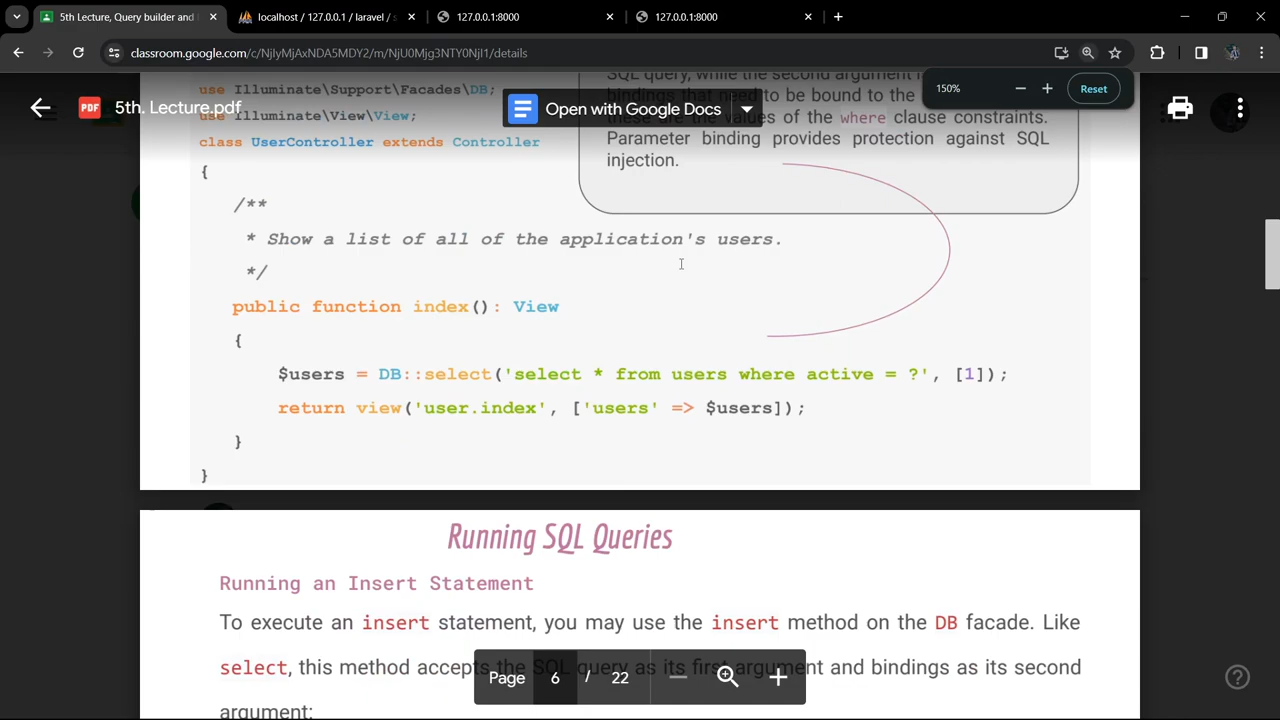 5th Lecture, Query builder and
localhost / 127.0.0.1 / laravel / s
127.0.0.1:8000
127.0.0.1:8000
classroom.google.com/c/NjIyMjAxNDA5MDY2/m/NjU0Mjg3NTY0NjI1/details
150%
Reset
5th. Lecture.pdf
PDF
Open with Google Docs
use Illuminate\Support\Facades\DB;
use Illuminate\View\View;
class UserController extends Controller
{
SQL query, while the second argument
bindings that need to be bound to the
these are the values of the where clause constraints.
Parameter binding provides protection against SQL
injection.
/**
* Show a list of all of the application's users.
*/
public function index(): View
{
$users = DB::select('select * from users where active = ?', [1]);
return view('user.index', ['users' => $users]);
}
}
Running SQL Queries
Running an Insert Statement
To execute an insert statement, you may use the insert method on the DB facade. Like
select, this method accepts the SQL query as its first argument and bindings as its second
argument:
Page 6 / 22